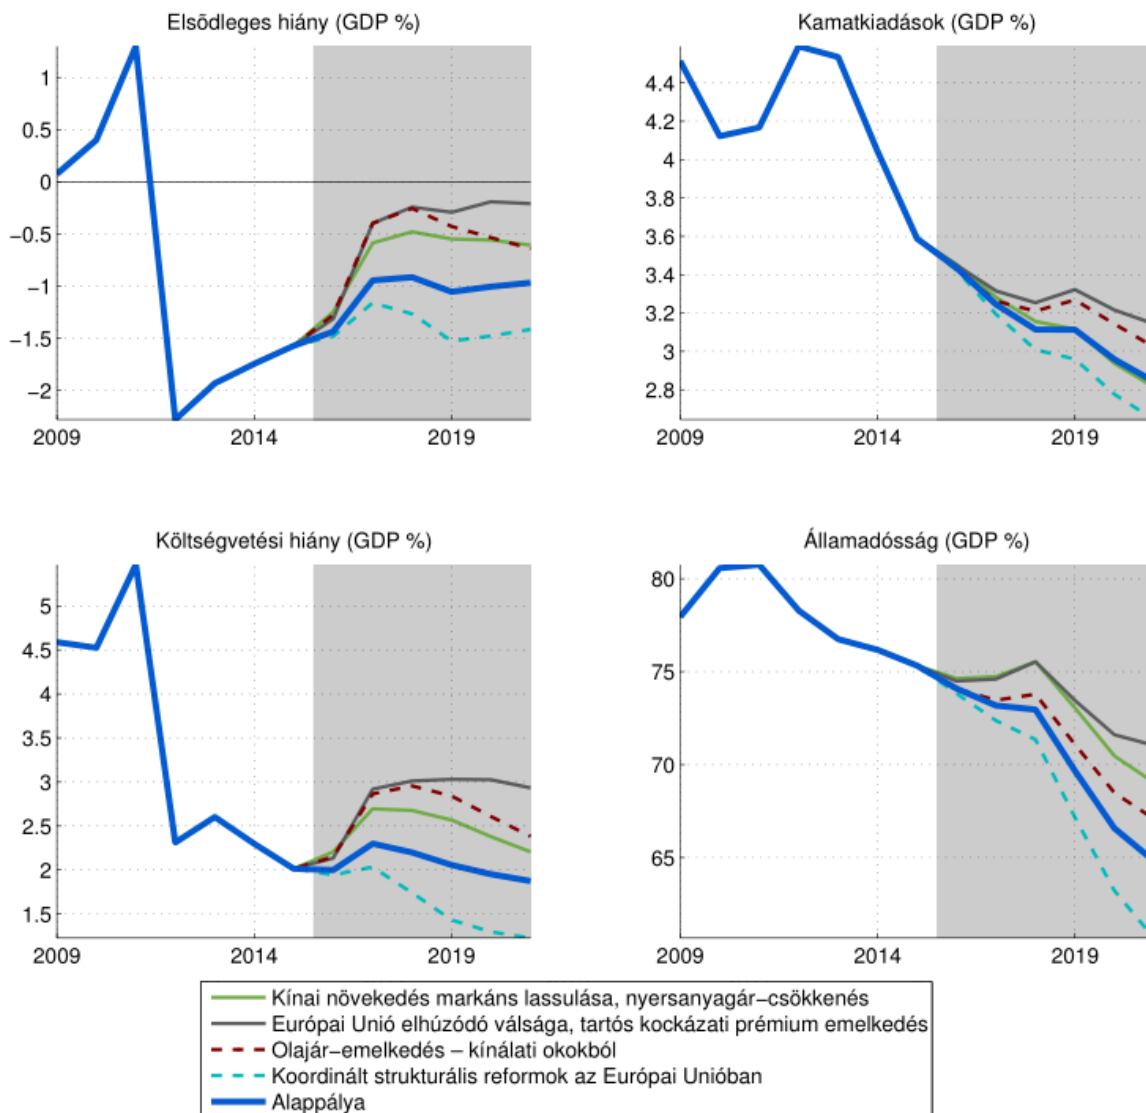 Elsõdleges hiány (GDP %)
1
0.5
0
−0.5
−1
−1.5
−2
2009 2014 2019
Kamatkiadások (GDP %)
4.4
4.2
4
3.8
3.6
3.4
3.2
3
2.8
2009 2014 2019
Költségvetési hiány (GDP %)
5
4.5
4
3.5
3
2.5
2
1.5
2009 2014 2019
Államadósság (GDP %)
80
75
70
65
2009 2014 2019
Kínai növekedés markáns lassulása, nyersanyagár−csökkenés
Európai Unió elhúzódó válsága, tartós kockázati prémium emelkedés
Olajár−emelkedés – kínálati okokból
Koordinált strukturális reformok az Európai Unióban
Alappálya